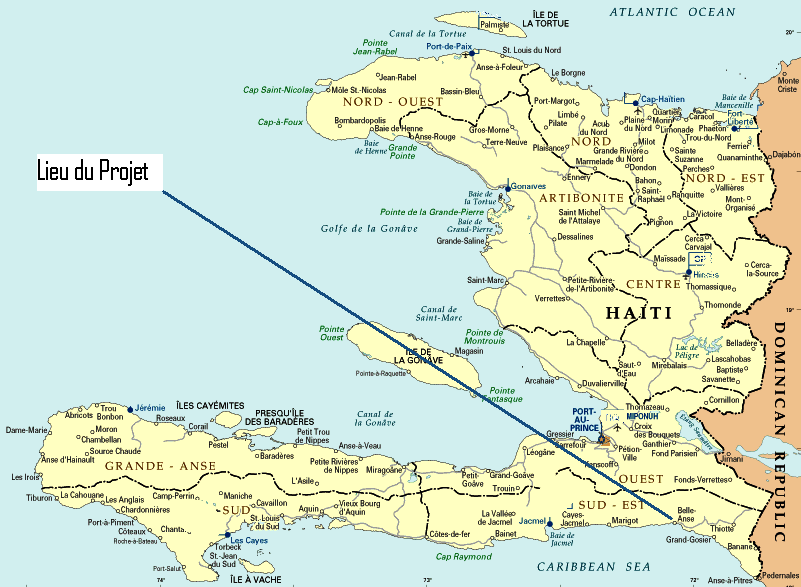 ATLANTIC OCEAN
ÎLE DE
LA TORTUE
Palmiste
Canal de la Tortue
20°
Pointe
Jean-Rabel
Port-de-Paix
St. Louis du Nord
Anse-à-Foleur
Le Borgne
Jean-Rabel
Monte
Criste
Cap Saint-Nicolas
Môle St.-Nicolas
Bassin-Bleu
NORD - OUEST
Port-Margot
Cap-Haïtien
Baie de
Mancenille
Limbé
Pilate
Acub
du Nord
Quartier
Morin
Plaine
du Nord
Limonade
Caracol
Fort-
Liberté
Phaëton
Cap-à-Foux
Bombardopolis
Baie de Henne
Anse-Rouge
Gros-Morne
Terre-Neuve
Trou-du-Nord
Ferrier
Baie
de Henne
Grande
Pointe
Plaisance
NORD
Milot
Grande Rivière
du Nord
Sainte
Suzanne
Ouanaminthe
Dajabón
Marmelade
Dondon
Perches
NORD - EST
Lieu du Projet
Ennery
Bahon
Gonaïves
Saint-
Raphaël
Ranquitte
Vallières
Baie de
la Tortue
ARTIBONITE
Mont-
Organisé
Pointe de la Grande-Pierre
Saint Michel
de l'Attalaye
La Victoire
Pignon
Baie de
Grand-Pierre
Golfe de la Gonâve
Grande-Saline
Dessalines
Cerca
Carvajal
Maïssade
Hinche
Cerca-
la-Source
Saint-Marc
Petite-Rivière-
de-l'Artibonite
CENTRE
Thomassique
Verrettes
Thomonde
19°
Canal de
Saint-Marc
HAÏTI
Pointe
Ouest
Pointe de
Montrouis
La Chapelle
Lac de
Péligre
Belladère
ÎLE DE
LA GONÂVE
Magasin
Lascahobas
Saut-
d'Eau
Mirebalais
Baptiste
Pointe-à-Raquette
Savanette
Arcahaie
Duvalierville
Pointe
Fantasque
Cornillon
DOMINICAN REPUBLIC
Jérémie
ÎLES CAYÉMITES
Thomazeau
Trou
Bonbon
Abricots
Roseaux
Corail
PRESQU'ÎLE
DES BARADÈRES
Canal de
la Gonâve
PORT-
AU-
PRINCE
MIPONUH
Croix
des Bouquets
Dame-Marie
Moron
Chambellan
Pestel
Petit Trou
de Nippes
Gressier
Carrefour
Ganthier
Source Chaude
Anse-à-Veau
Léogâne
Pétion-
Ville
Fond Parisien
Anse d'Hainault
Baradères
Petite Rivières
de Nippes
Jimani
GRANDE - ANSE
Miragoâne
Kenscoff
Les Irois
L'Asile
Petit-
Goâve
Grand-Goâve
OUEST
Fonds-Verrettes
Trouin
Tiburon
La Cahouane
Les Anglais
Camp-Perrin
Maniche
Cavaillon
Aquin
Vieux Bourg
d'Aquin
SUD - EST
Chardonnières
SUD
La Vallée
de Jacmel
Cayes-
Jacmel
Belle-
Anse
Port-à-Piment
St. Louis
du Sud
Jacmel
Marigot
Thiotte
Côteaux
Chanta.
Côtes-de-fer
Bainet
Baie de
Jacmel
Grand-Gosier
Roche-à-Bateau
Les Cayes
Torbeck
Banane
Cap Raymond
Port-Salut
St.-Jean
du Sud
CARIBBEAN SEA
ÎLE À VACHE
Anse-à-Pitres
Pedernales
74°
73°
72°